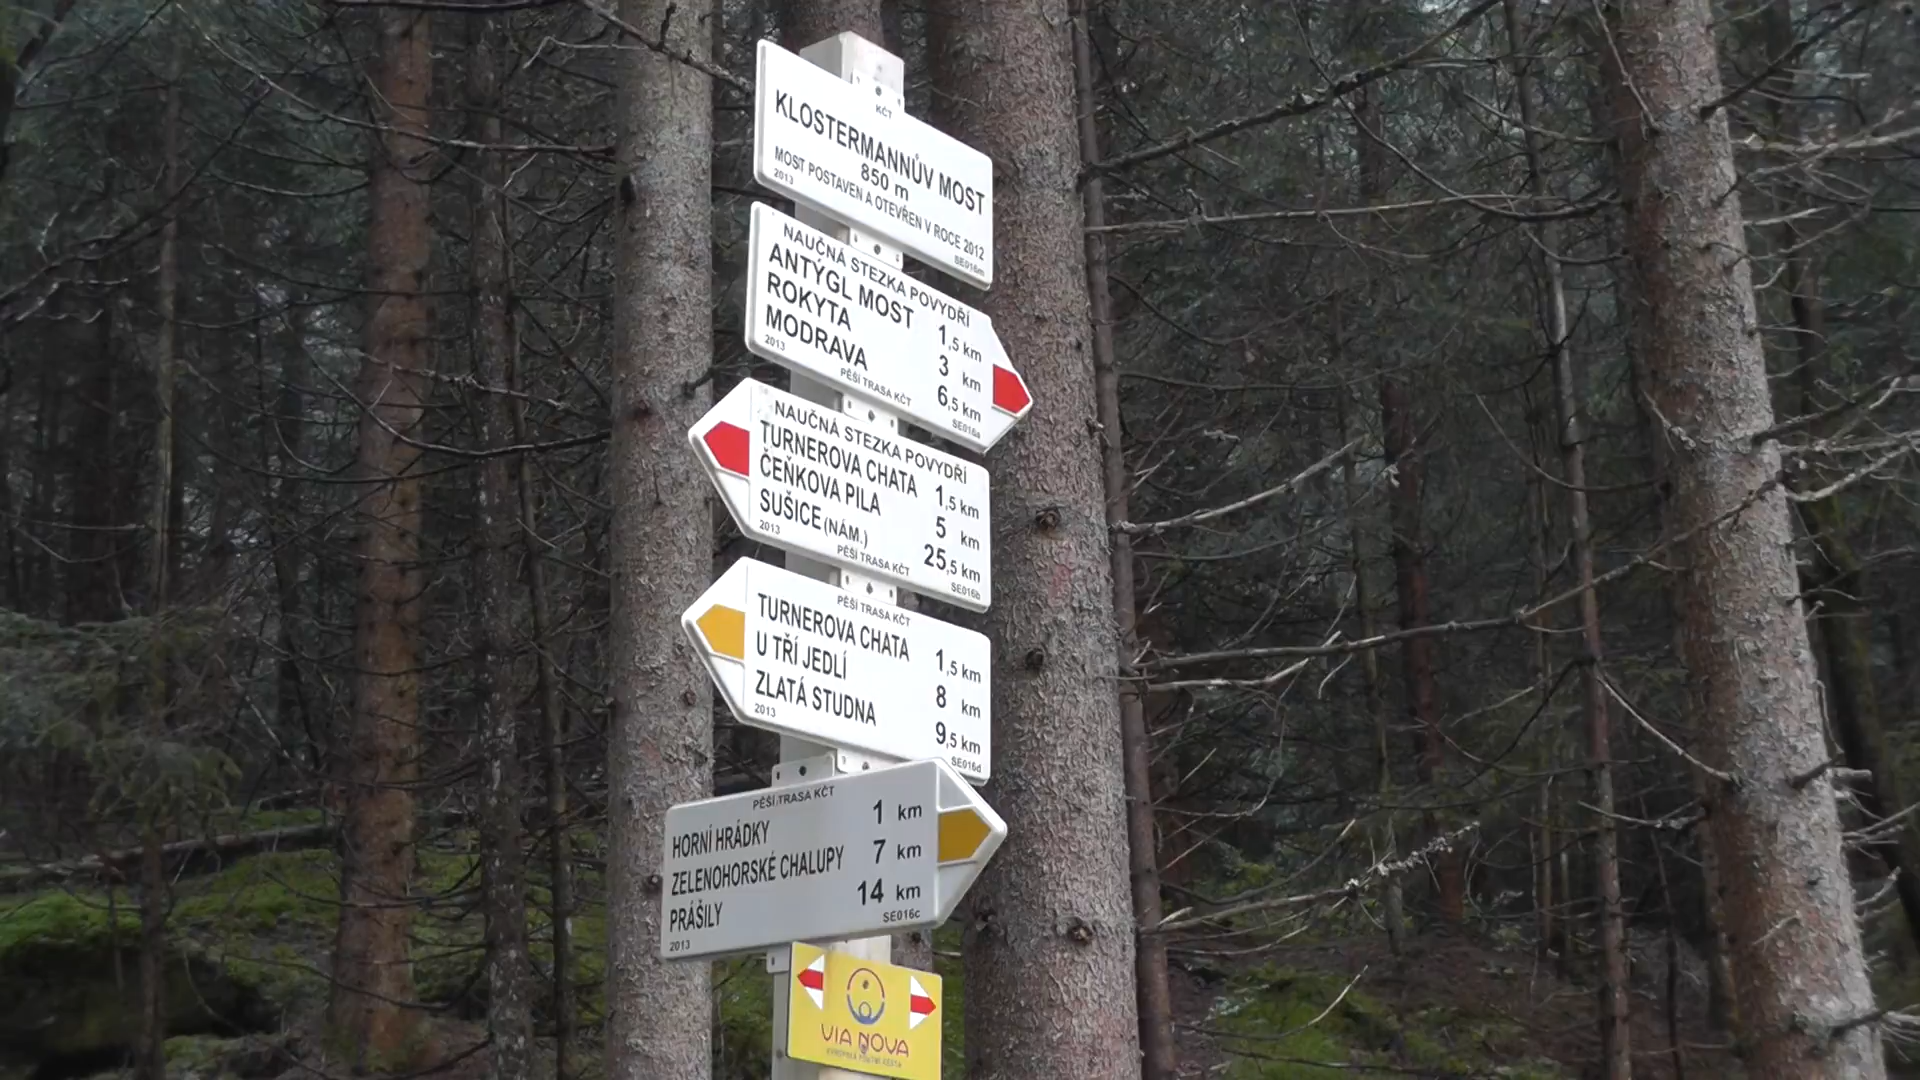 KČT
KLOSTERMANNŮV MOST
850 m
MOST POSTAVEN A OTEVŘEN V ROCE 2012
2013
SE016m
NAUČNÁ STEZKA POVYDŘÍ
ANTÝGL MOST 1,5 km
ROKYTA 3 km
MODRAVA 6,5 km
2013
PĚŠÍ TRASA KČT
SE016a
NAUČNÁ STEZKA POVYDŘÍ
TURNEROVA CHATA 1,5 km
ČEŇKOVA PILA 5 km
SUŠICE (NÁM.) 25,5 km
2013
PĚŠÍ TRASA KČT
SE016b
PĚŠÍ TRASA KČT
TURNEROVA CHATA 1,5 km
U TŘÍ JEDLÍ 8 km
ZLATÁ STUDNA 9,5 km
2013
SE016d
PĚŠÍ TRASA KČT
HORNÍ HRÁDKY 1 km
ZELENOHORSKÉ CHALUPY 7 km
PRÁŠILY 14 km
SE016c
2013
VIA NOVA
EVROPSKÁ POUTNÍ CESTA